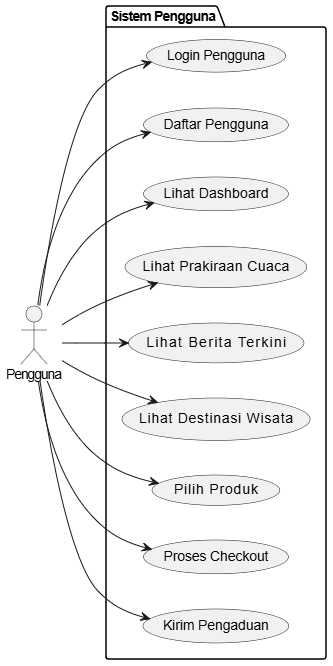 Sistem Pengguna
Login Pengguna
Daftar Pengguna
Lihat Dashboard
Lihat Prakiraan Cuaca
Lihat Berita Terkini
Pengguna
Lihat Destinasi Wisata
Pilih Produk
Proses Checkout
Kirim Pengaduan